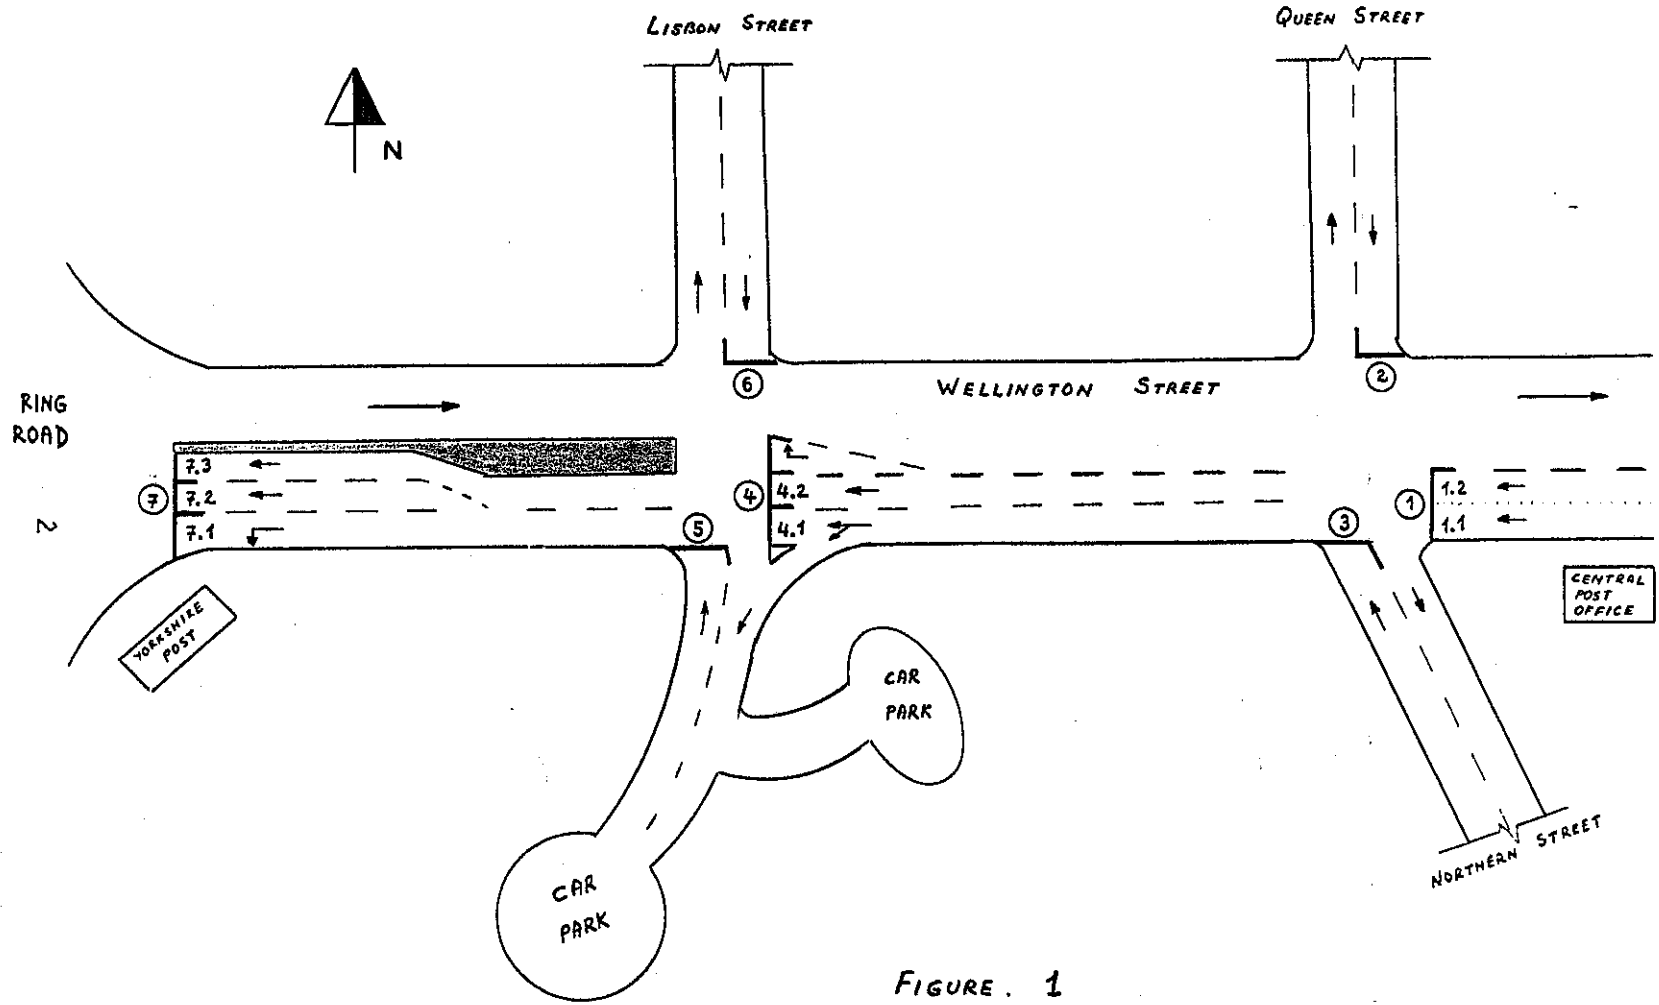 LISBON STREET
QUEEN STREET
N
6
WELLINGTON STREET
2
RING
ROAD
7.3
7
7.2
7.1
4
4.2
4.1
5
3
1
1.2
1.1
2
YORKSHIRE
POST
CENTRAL
POST
OFFICE
CAR
PARK
CAR
PARK
NORTHERN STREET
FIGURE. 1